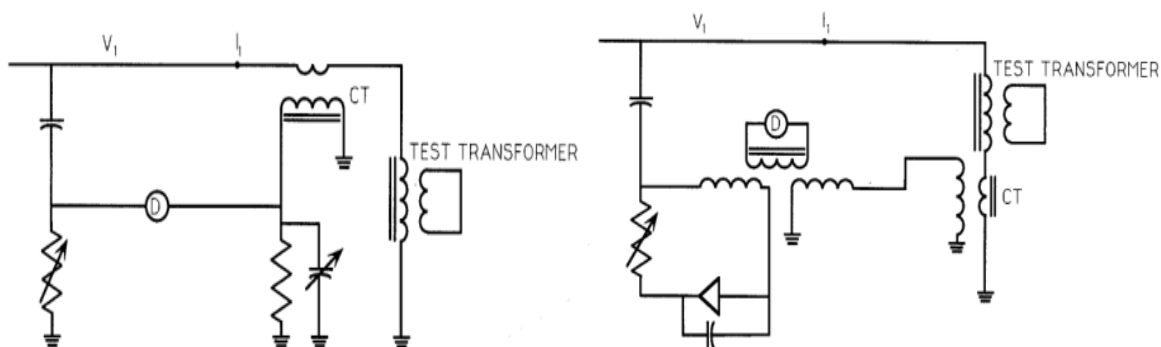 V1 I1
CT
TEST TRANSFORMER
D
V1 I1
TEST TRANSFORMER
D
CT